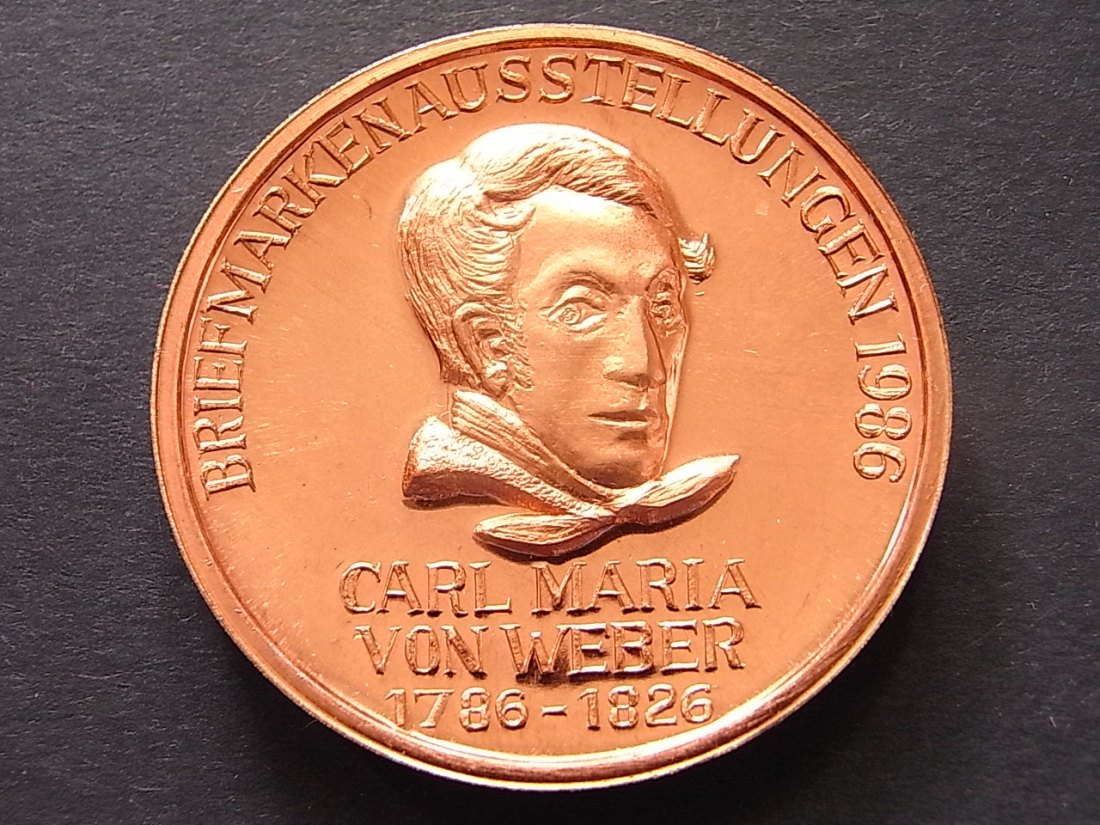 BRIEFMARKENAUSSTELLUNGEN 1986
CARL MARIA
VON WEBER
1786-1826